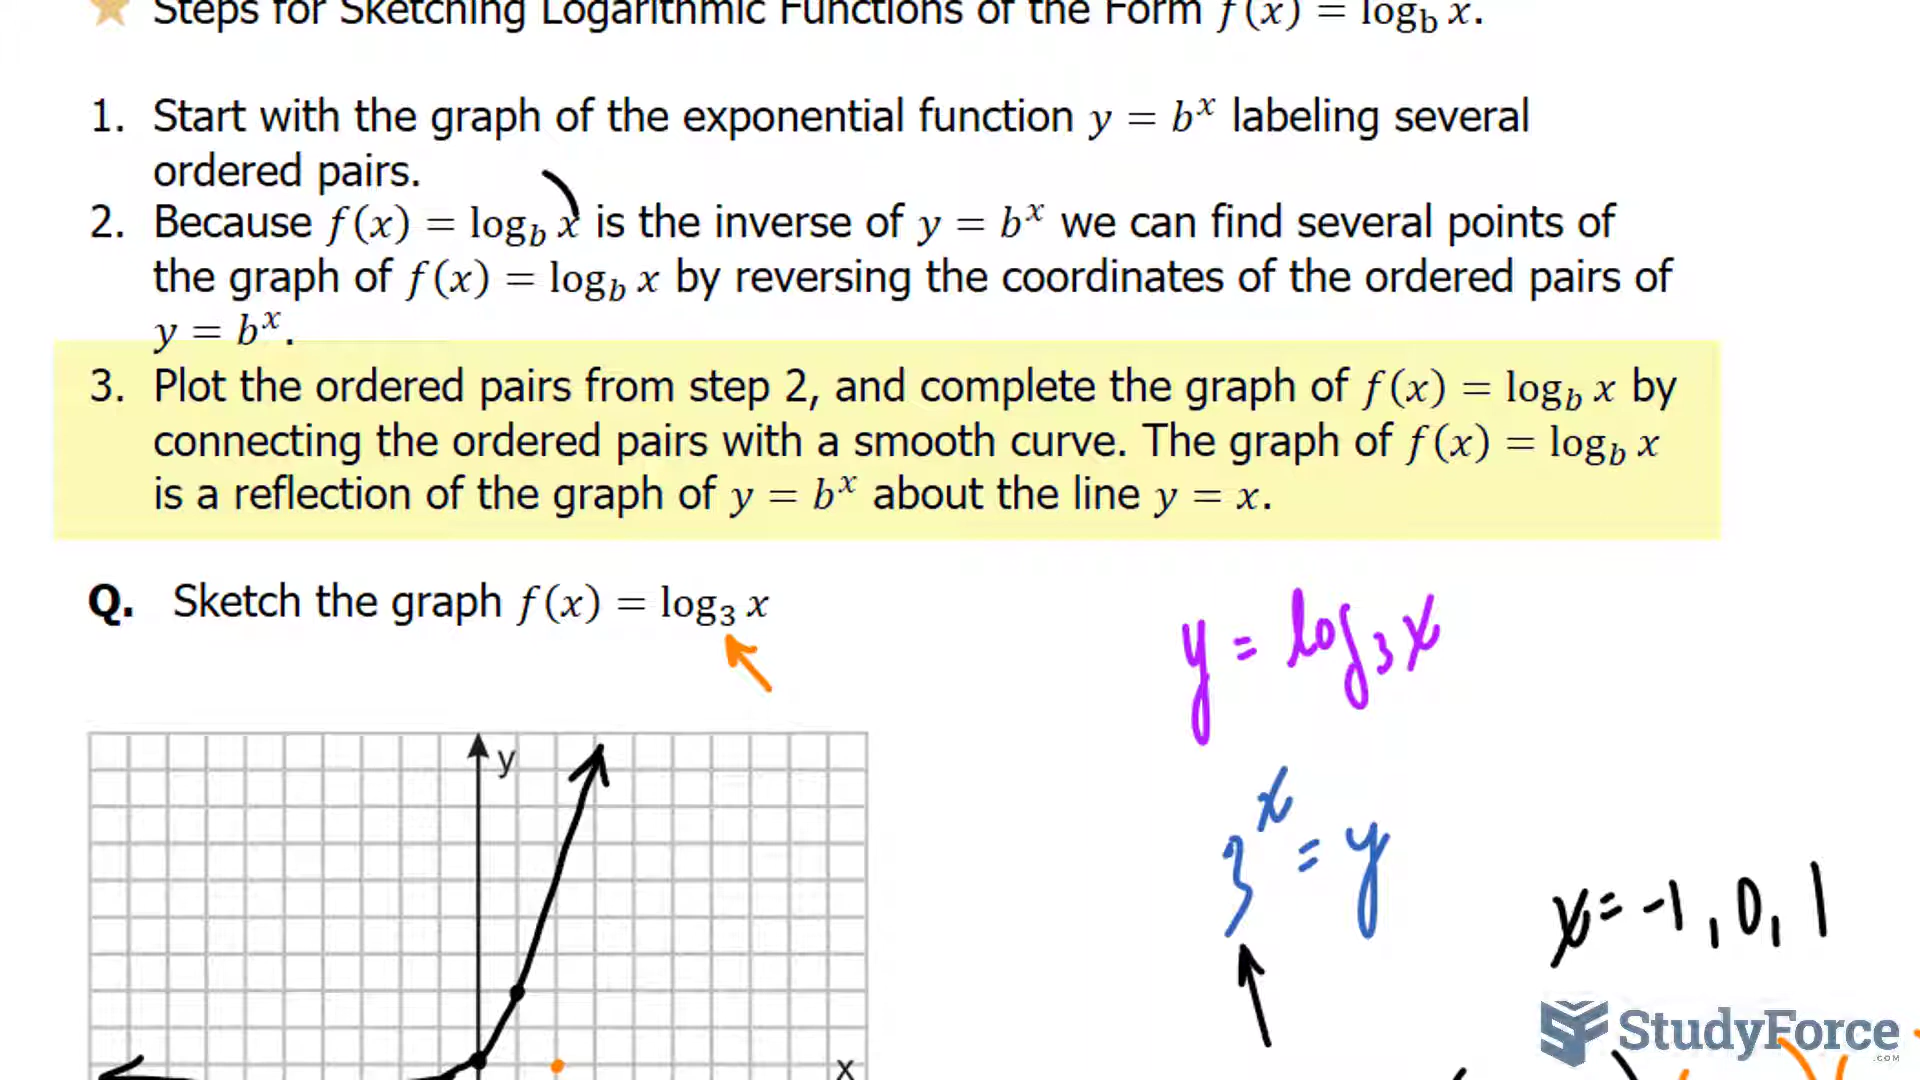 Steps for Sketching Logarithmic Functions of the Form f(x) = log_b x.
1. Start with the graph of the exponential function y = b^x labeling several
ordered pairs.
2. Because f(x) = log_b x is the inverse of y = b^x we can find several points of
the graph of f(x) = log_b x by reversing the coordinates of the ordered pairs of
y = b^x.
3. Plot the ordered pairs from step 2, and complete the graph of f(x) = log_b x by
connecting the ordered pairs with a smooth curve. The graph of f(x) = log_b x
is a reflection of the graph of y = b^x about the line y = x.
Q. Sketch the graph f(x) = log_3 x
y = log_3 x
y
3^x = y
x = -1, 0, 1
x
StudyForce
.COM